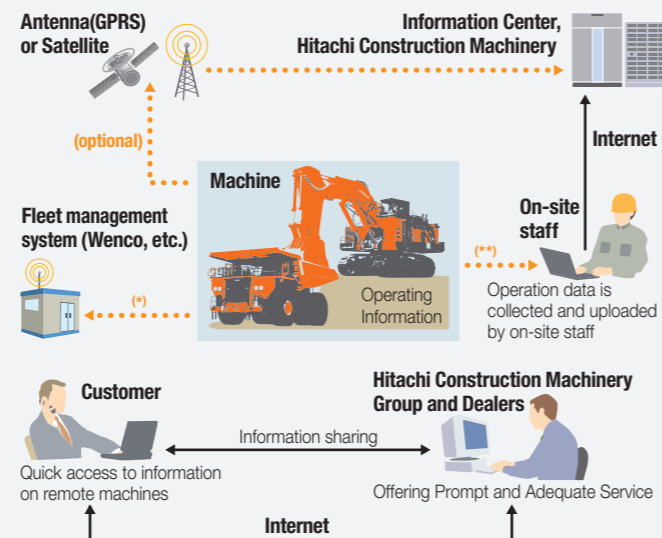 Antenna(GPRS)
or Satellite
Information Center,
Hitachi Construction Machinery
(optional)
Internet
Machine
Fleet management
system (Wenco, etc.)
On-site
staff
(*)
(**)
Operating
Information
Operation data is
collected and uploaded
by on-site staff
Customer
Hitachi Construction Machinery
Group and Dealers
Information sharing
Quick access to information
on remote machines
Offering Prompt and Adequate Service
Internet